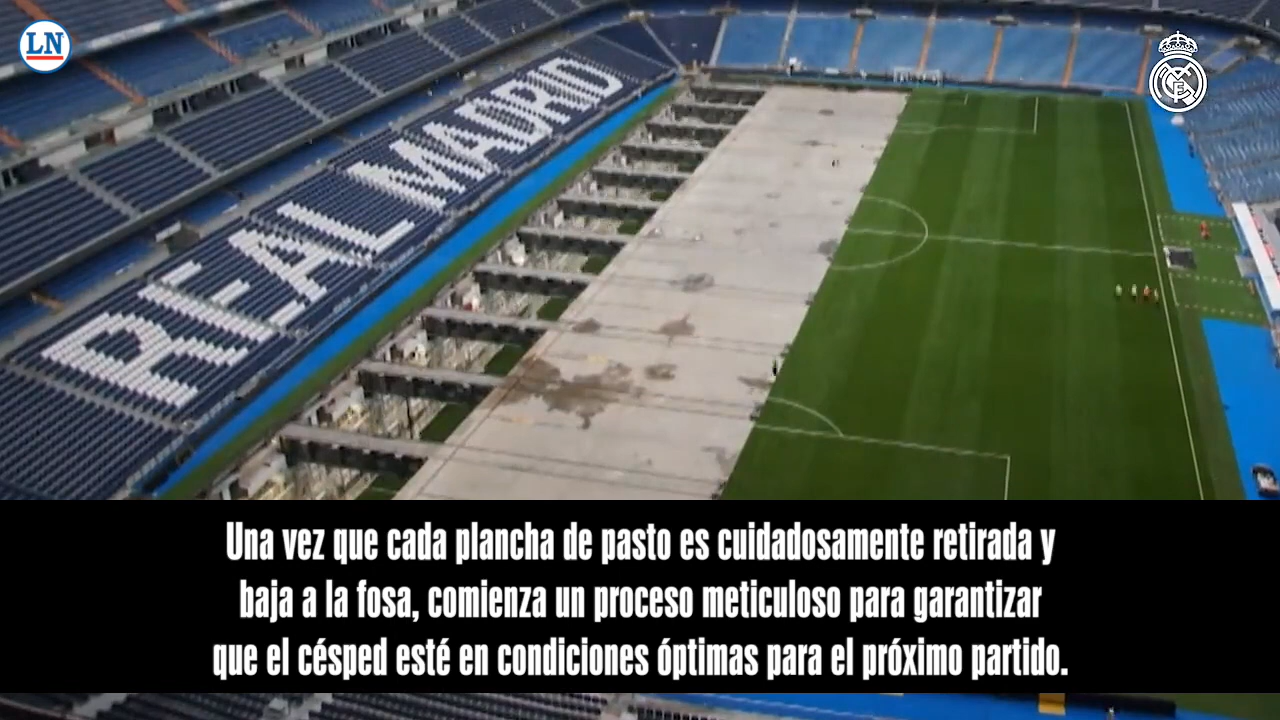 LN
REAL MADRID
Una vez que cada plancha de pasto es cuidadosamente retirada y
baja a la fosa, comienza un proceso meticuloso para garantizar
que el césped esté en condiciones óptimas para el próximo partido.